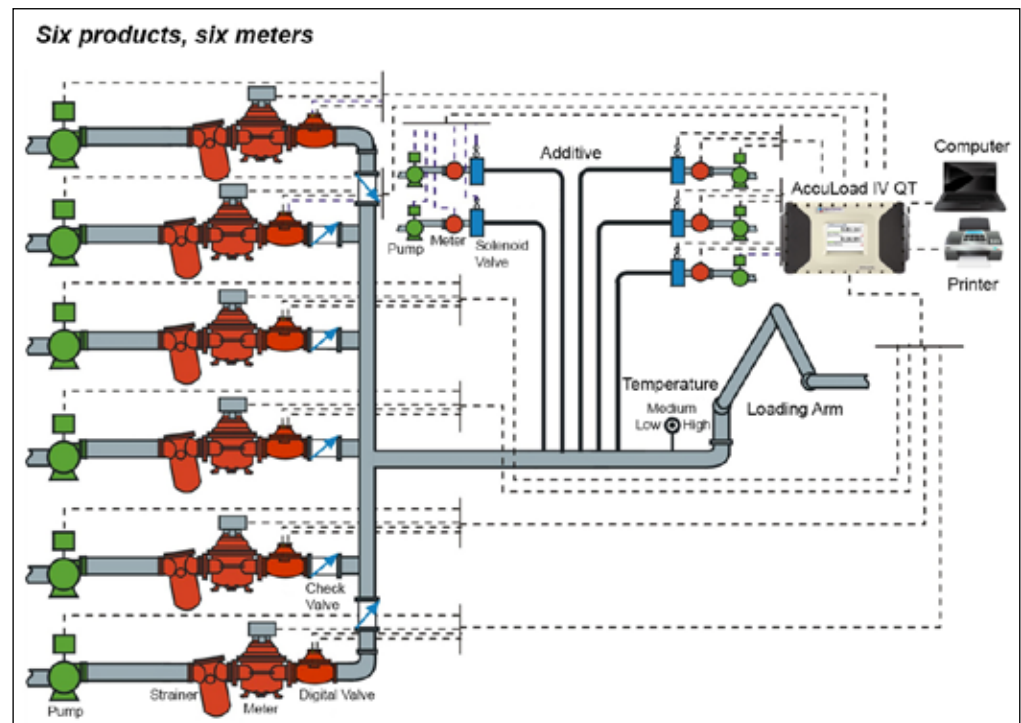 Six products, six meters
Additive
Computer
AccuLoad IV QT
Pump
Meter
Solenoid
Valve
Printer
Temperature
Medium
Low
High
Loading Arm
Check
Valve
Strainer
Digital Valve
Meter
Pump